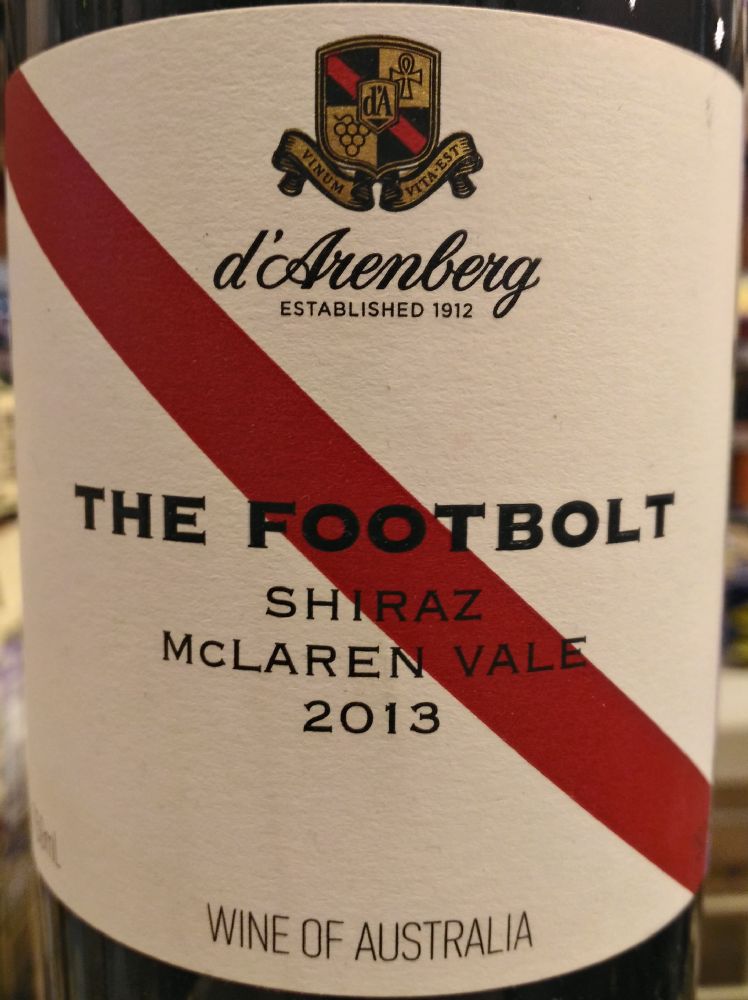 d'A
VINUM VITA·EST
d'Arenberg
ESTABLISHED 1912
THE FOOTBOLT
SHIRAZ
McLAREN VALE
2013
WINE OF AUSTRALIA